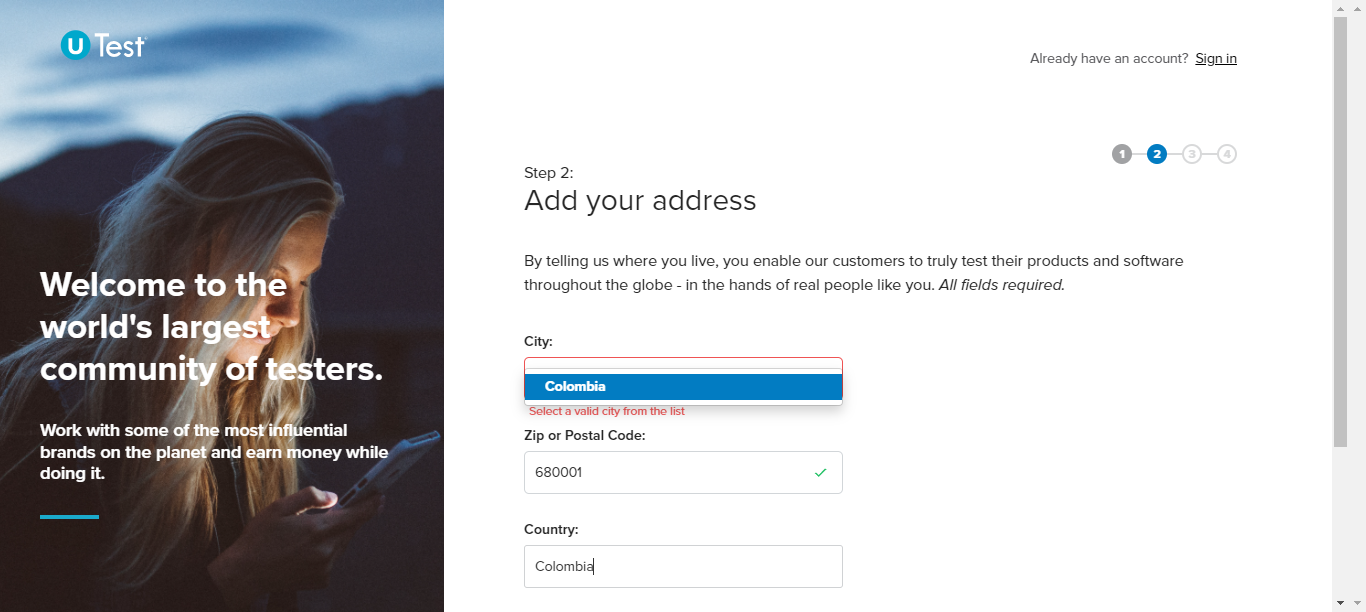 U Test
Already have an account? Sign in
1 2 3 4
Step 2:
Add your address
By telling us where you live, you enable our customers to truly test their products and software
throughout the globe - in the hands of real people like you. All fields required.
Welcome to the
world's largest
community of testers.
Work with some of the most influential
brands on the planet and earn money while
doing it.
City:
Colombia
Select a valid city from the list
Zip or Postal Code:
680001
Country:
Colombia